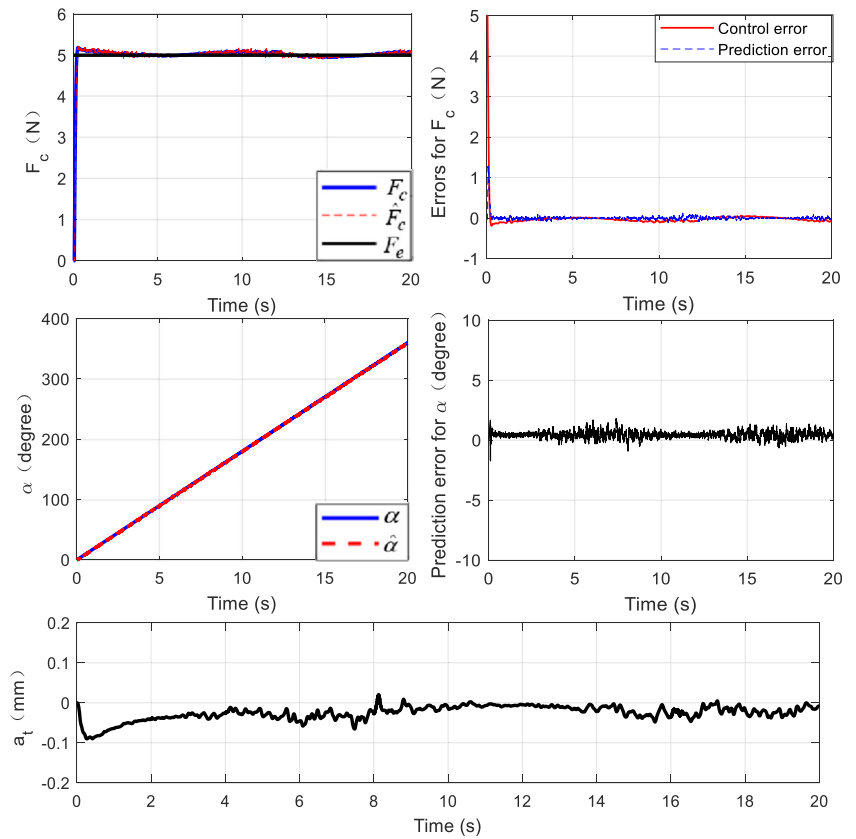 F_c (N)
6
5
4
3
2
1
0
0 5 10 15 20
Time (s)
F_c
F̂_c
F_e
Errors for F_c (N)
5
4
3
2
1
0
-1
0 5 10 15 20
Time (s)
Control error
Prediction error
α (degree)
400
300
200
100
0
0 5 10 15 20
Time (s)
α
α̂
Prediction error for α (degree)
10
5
0
-5
-10
0 5 10 15 20
Time (s)
a_t (mm)
0.2
0.1
0
-0.1
-0.2
0 2 4 6 8 10 12 14 16 18 20
Time (s)